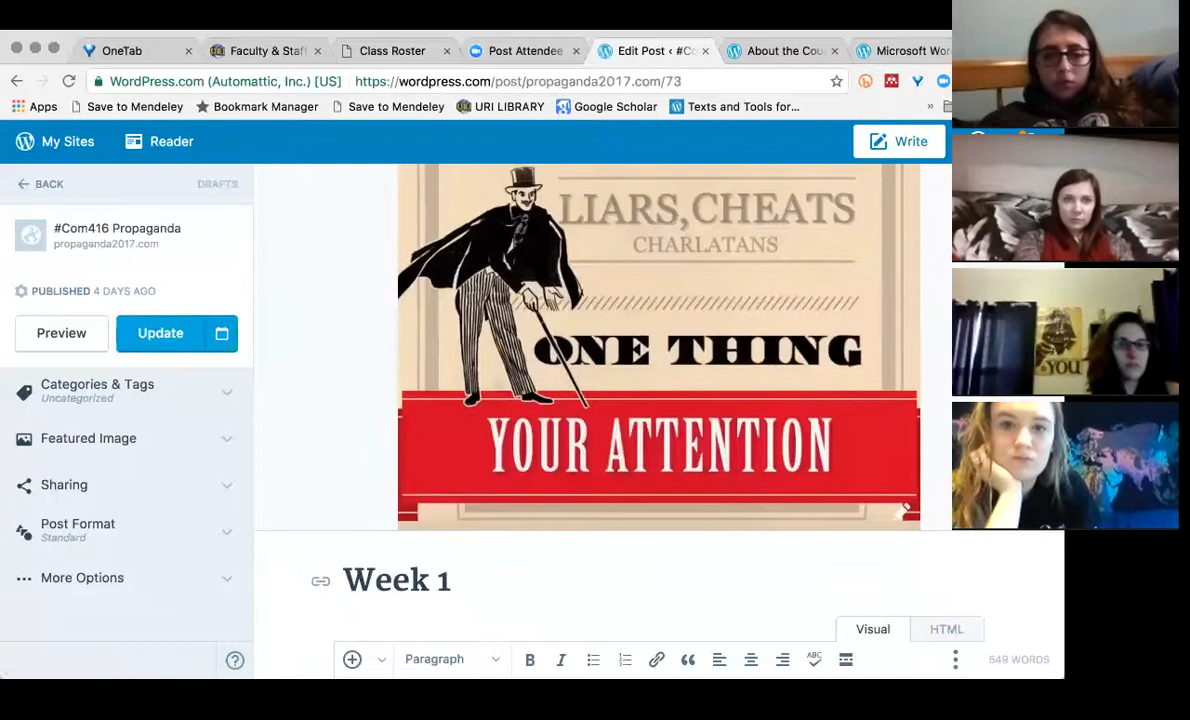 OneTab
Faculty & Staf
Class Roster
Post Attendee
Edit Post ‹ #Co
About the Cou
Microsoft Wor
WordPress.com (Automattic, Inc.) [US]
https://wordpress.com/post/propaganda2017.com/73
Apps
Save to Mendeley
Bookmark Manager
Save to Mendeley
URI LIBRARY
Google Scholar
Texts and Tools for...
»
My Sites
Reader
Write
BACK
DRAFTS
#Com416 Propaganda
propaganda2017.com
PUBLISHED 4 DAYS AGO
Preview
Update
Categories & Tags
Uncategorized
Featured Image
Sharing
Post Format
Standard
More Options
LIARS, CHEATS
CHARLATANS
ONE THING
YOUR ATTENTION
Week 1
Visual
HTML
Paragraph
B
I
ABC
549 WORDS
YOU